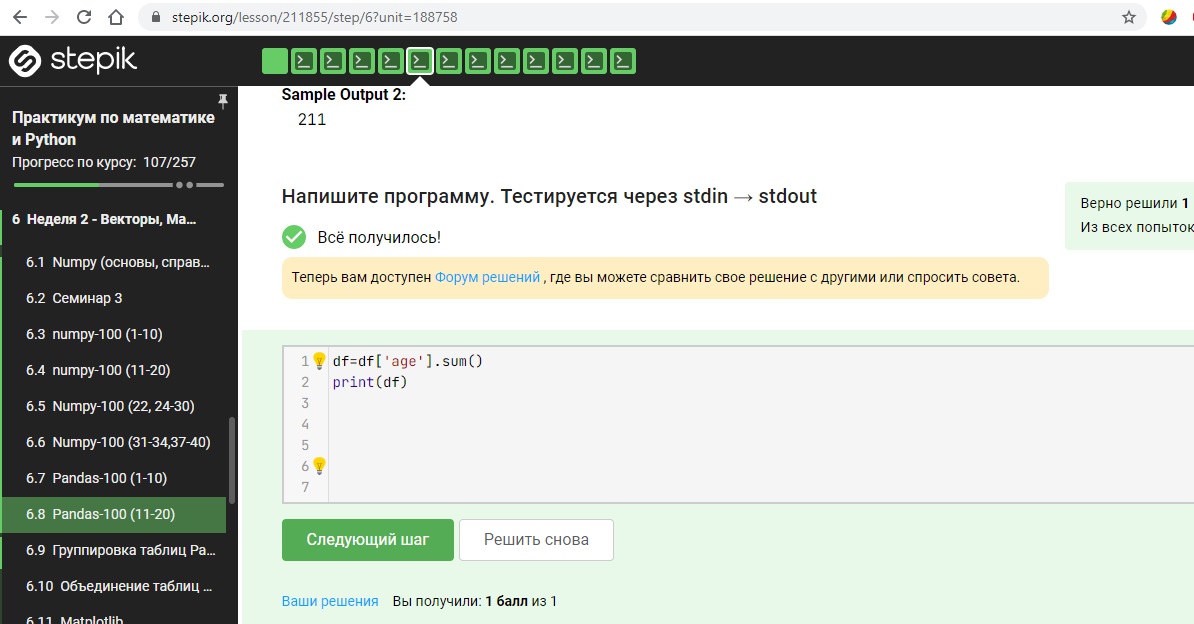 stepik.org/lesson/211855/step/6?unit=188758
stepik
Практикум по математике
и Python
Прогресс по курсу: 107/257
6 Неделя 2 - Векторы, Ма...
6.1 Numpy (основы, справ...
6.2 Семинар 3
6.3 numpy-100 (1-10)
6.4 numpy-100 (11-20)
6.5 Numpy-100 (22, 24-30)
6.6 Numpy-100 (31-34,37-40)
6.7 Pandas-100 (1-10)
6.8 Pandas-100 (11-20)
6.9 Группировка таблиц Pa...
6.10 Объединение таблиц ...
6.11 Matplotlib
Sample Output 2:
211
Напишите программу. Тестируется через stdin → stdout
Всё получилось!
Теперь вам доступен Форум решений , где вы можете сравнить свое решение с другими или спросить совета.
Верно решили 1
Из всех попыток
1 df=df['age'].sum()
2 print(df)
3
4
5
6
7
Следующий шаг
Решить снова
Ваши решения Вы получили: 1 балл из 1